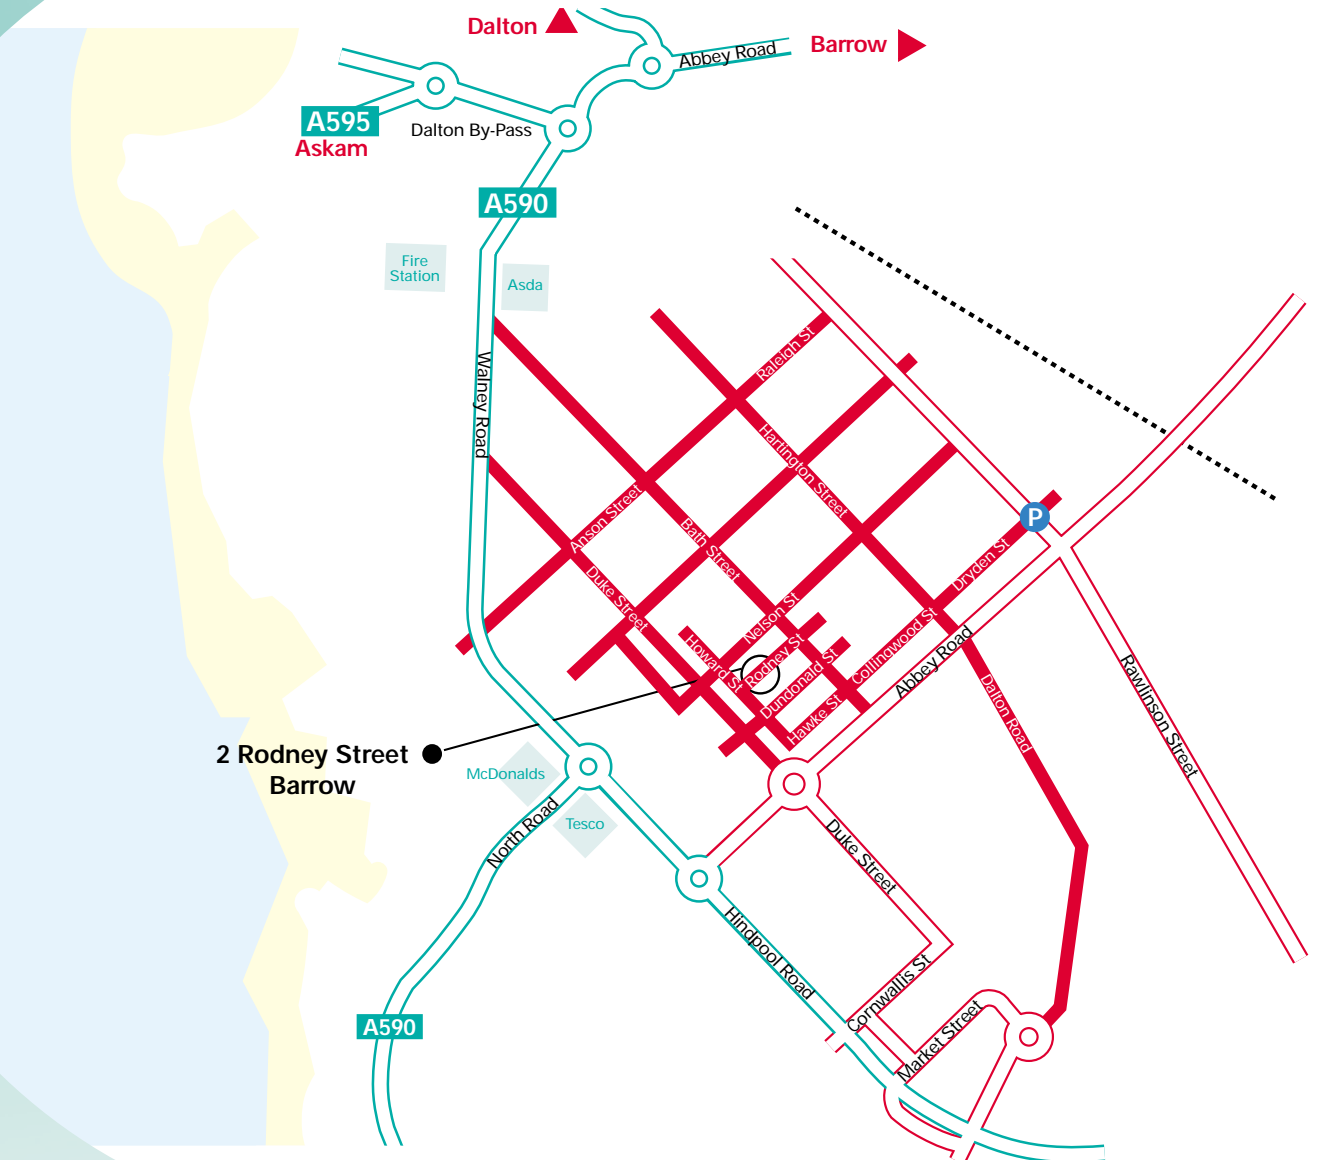 Dalton
Abbey Road
Barrow
A595
Askam
Dalton By-Pass
A590
Fire
Station
Asda
Walney Road
Raleigh St
Hartington Street
Anson Street
Bath Street
P
Duke Street
Dryden St
Nelson St
Howard St
Rodney St
Dundonald St
Collingwood St
Hawke St
Abbey Road
Dalton Road
Rawlinson Street
2 Rodney Street
Barrow
McDonalds
Tesco
North Road
Duke Street
Hindpool Road
Cornwallis St
Market Street
A590